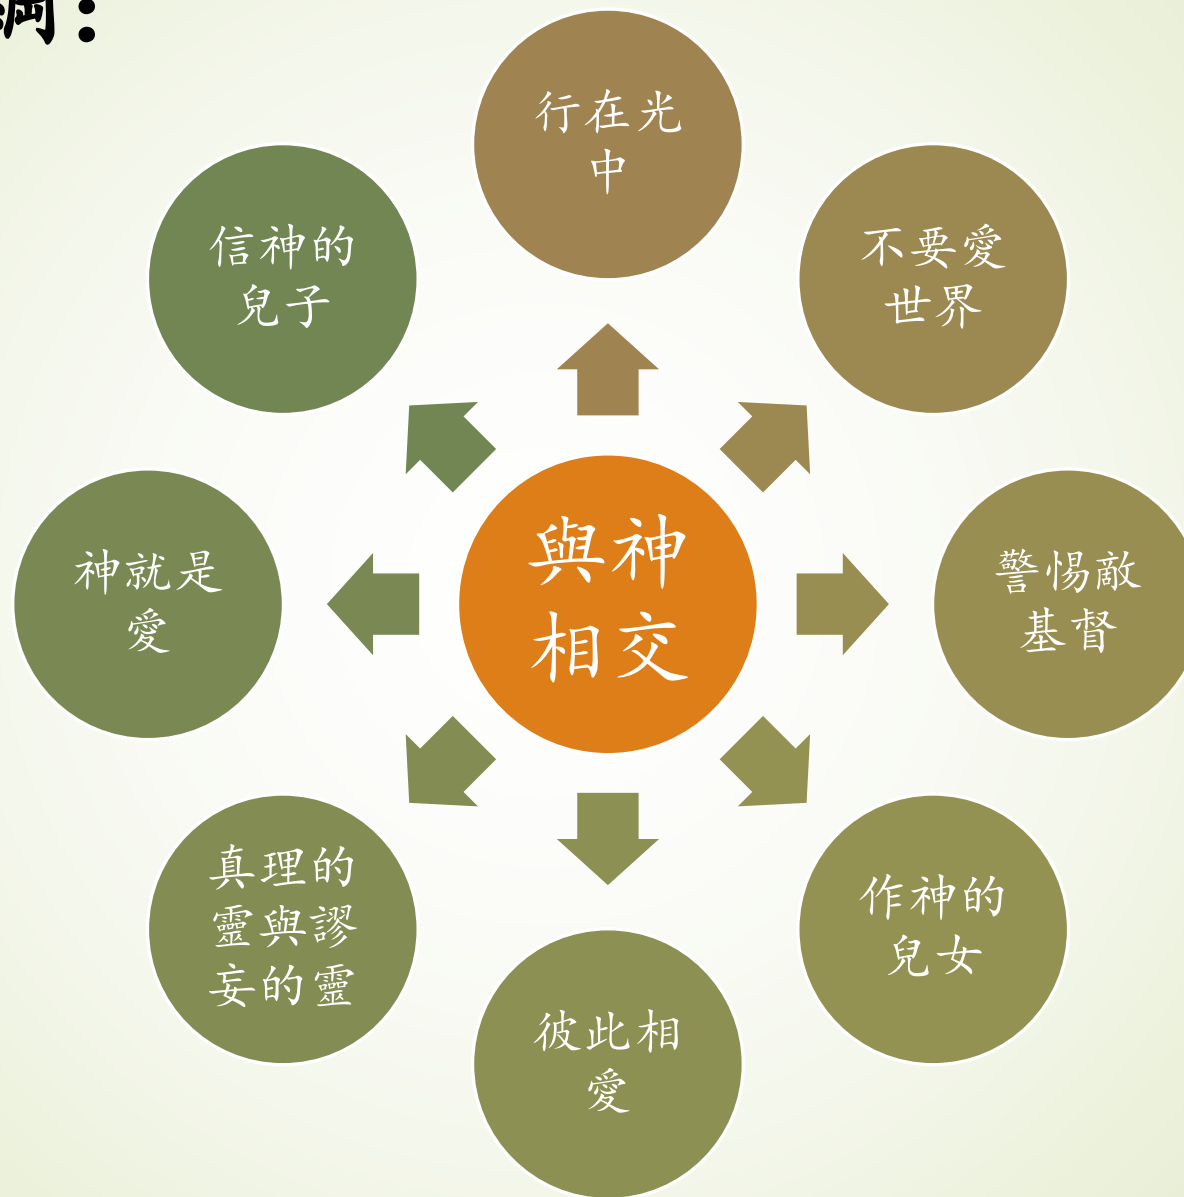 綱：
行在光
中
不要愛
世界
警惕敵
基督
作神的
兒女
彼此相
愛
真理的
靈與謬
妄的靈
神就是
愛
信神的
兒子
與神
相交